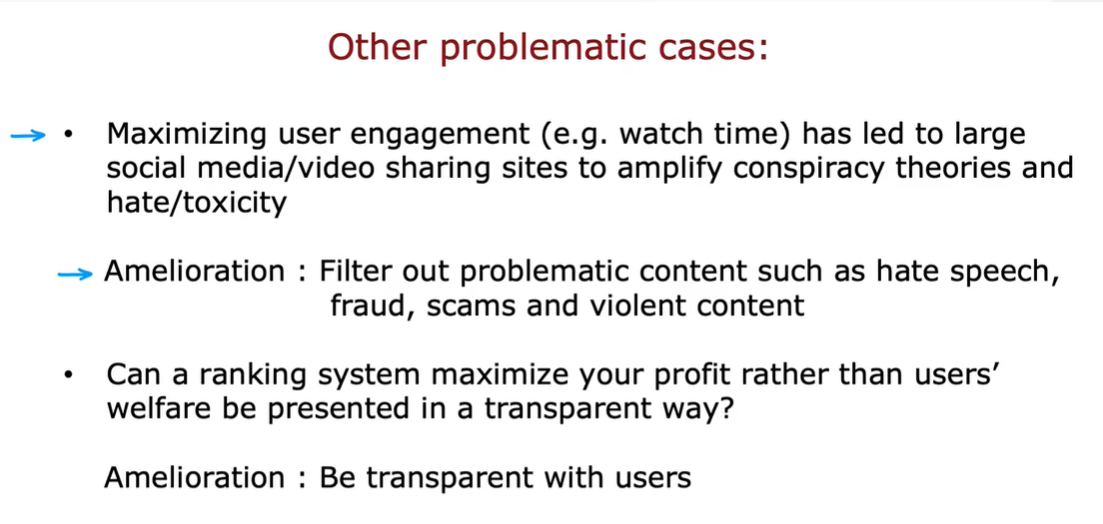 Other problematic cases:
• Maximizing user engagement (e.g. watch time) has led to large
social media/video sharing sites to amplify conspiracy theories and
hate/toxicity
Amelioration : Filter out problematic content such as hate speech,
fraud, scams and violent content
• Can a ranking system maximize your profit rather than users’
welfare be presented in a transparent way?
Amelioration : Be transparent with users